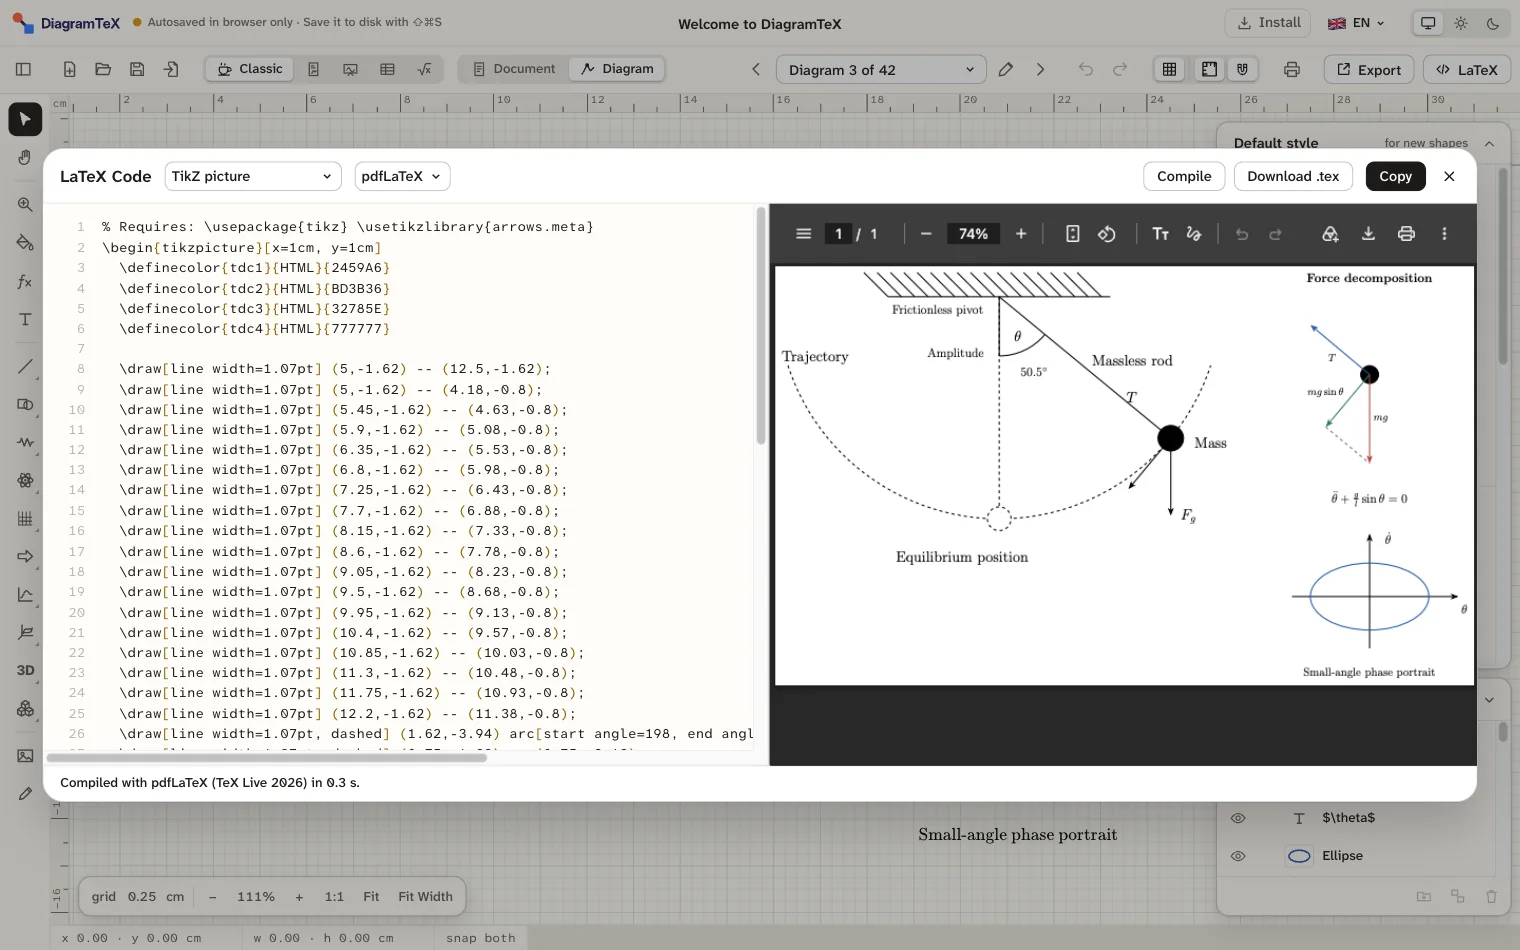 DiagramTeX
Autosaved in browser only · Save it to disk with ⇧⌘S
Welcome to DiagramTeX
Install
EN
Classic
Document
Diagram
Diagram 3 of 42
Export
LaTeX
cm
2
4
6
8
10
12
14
16
18
20
22
24
26
28
30
Default style
for new shapes
LaTeX Code
TikZ picture
pdfLaTeX
Compile
Download .tex
Copy
1 % Requires: \usepackage{tikz} \usetikzlibrary{arrows.meta}
2 \begin{tikzpicture}[x=1cm, y=1cm]
3 \definecolor{tdc1}{HTML}{2459A6}
4 \definecolor{tdc2}{HTML}{BD3B36}
5 \definecolor{tdc3}{HTML}{32785E}
6 \definecolor{tdc4}{HTML}{777777}
7
8 \draw[line width=1.07pt] (5,-1.62) -- (12.5,-1.62);
9 \draw[line width=1.07pt] (5,-1.62) -- (4.18,-0.8);
10 \draw[line width=1.07pt] (5.45,-1.62) -- (4.63,-0.8);
11 \draw[line width=1.07pt] (5.9,-1.62) -- (5.08,-0.8);
12 \draw[line width=1.07pt] (6.35,-1.62) -- (5.53,-0.8);
13 \draw[line width=1.07pt] (6.8,-1.62) -- (5.98,-0.8);
14 \draw[line width=1.07pt] (7.25,-1.62) -- (6.43,-0.8);
15 \draw[line width=1.07pt] (7.7,-1.62) -- (6.88,-0.8);
16 \draw[line width=1.07pt] (8.15,-1.62) -- (7.33,-0.8);
17 \draw[line width=1.07pt] (8.6,-1.62) -- (7.78,-0.8);
18 \draw[line width=1.07pt] (9.05,-1.62) -- (8.23,-0.8);
19 \draw[line width=1.07pt] (9.5,-1.62) -- (8.68,-0.8);
20 \draw[line width=1.07pt] (9.95,-1.62) -- (9.13,-0.8);
21 \draw[line width=1.07pt] (10.4,-1.62) -- (9.57,-0.8);
22 \draw[line width=1.07pt] (10.85,-1.62) -- (10.03,-0.8);
23 \draw[line width=1.07pt] (11.3,-1.62) -- (10.48,-0.8);
24 \draw[line width=1.07pt] (11.75,-1.62) -- (10.93,-0.8);
25 \draw[line width=1.07pt] (12.2,-1.62) -- (11.38,-0.8);
26 \draw[line width=1.07pt, dashed] (1.62,-3.94) arc[start angle=198, end angl
1 / 1
74%
Force decomposition
Frictionless pivot
θ
Amplitude
Trajectory
Massless rod
50.5°
T
Mass
F_g
Equilibrium position
T
mg sin θ
mg
θ̈ + g/l sin θ = 0
θ̇
θ
Small-angle phase portrait
Compiled with pdfLaTeX (TeX Live 2026) in 0.3 s.
3D
T
$\theta$
Small-angle phase portrait
Ellipse
-16
grid 0.25 cm
− 111% + 1:1 Fit Fit Width
x 0.00 · y 0.00 cm
w 0.00 · h 0.00 cm
snap both